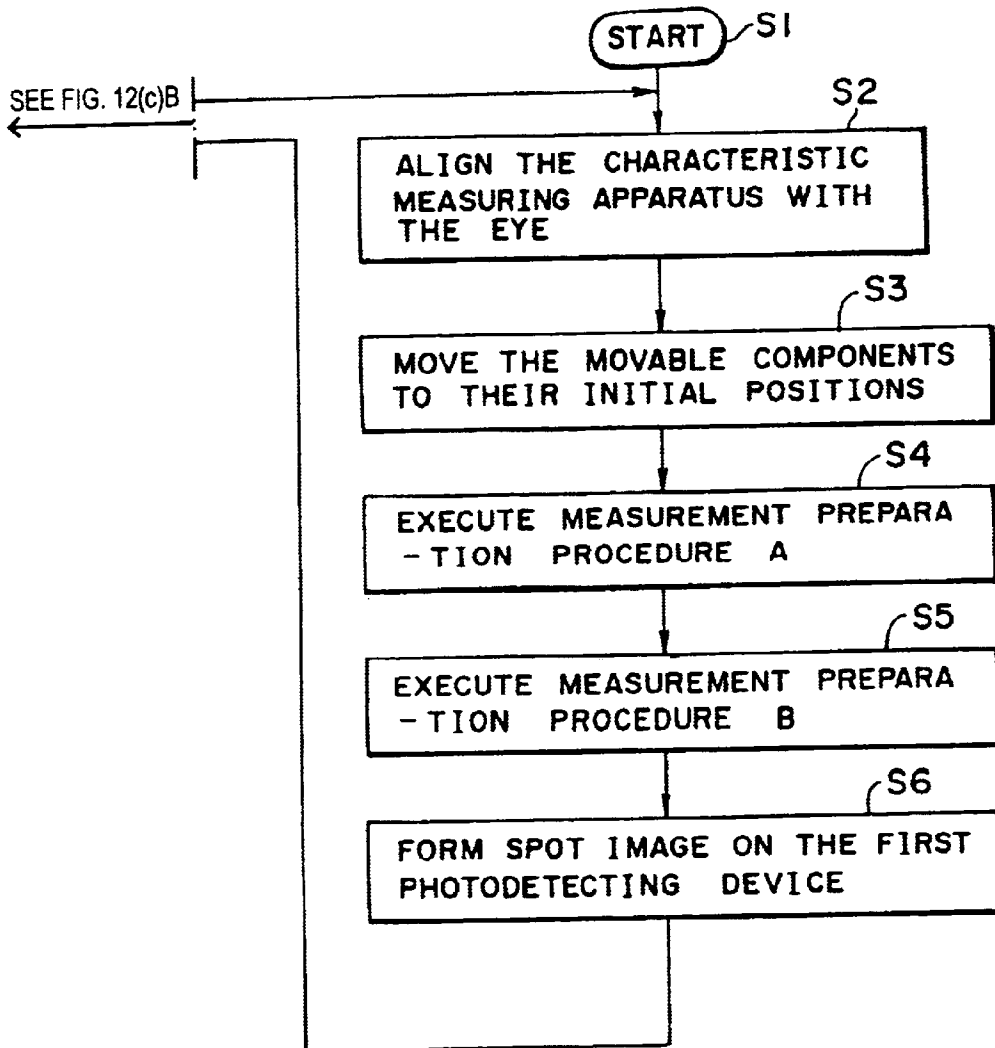 START
S1
SEE FIG. 12(c)B
S2
ALIGN THE CHARACTERISTIC
MEASURING APPARATUS WITH
THE EYE
S3
MOVE THE MOVABLE COMPONENTS
TO THEIR INITIAL POSITIONS
S4
EXECUTE MEASUREMENT PREPARA
-TION PROCEDURE A
S5
EXECUTE MEASUREMENT PREPARA
-TION PROCEDURE B
S6
FORM SPOT IMAGE ON THE FIRST
PHOTODETECTING DEVICE